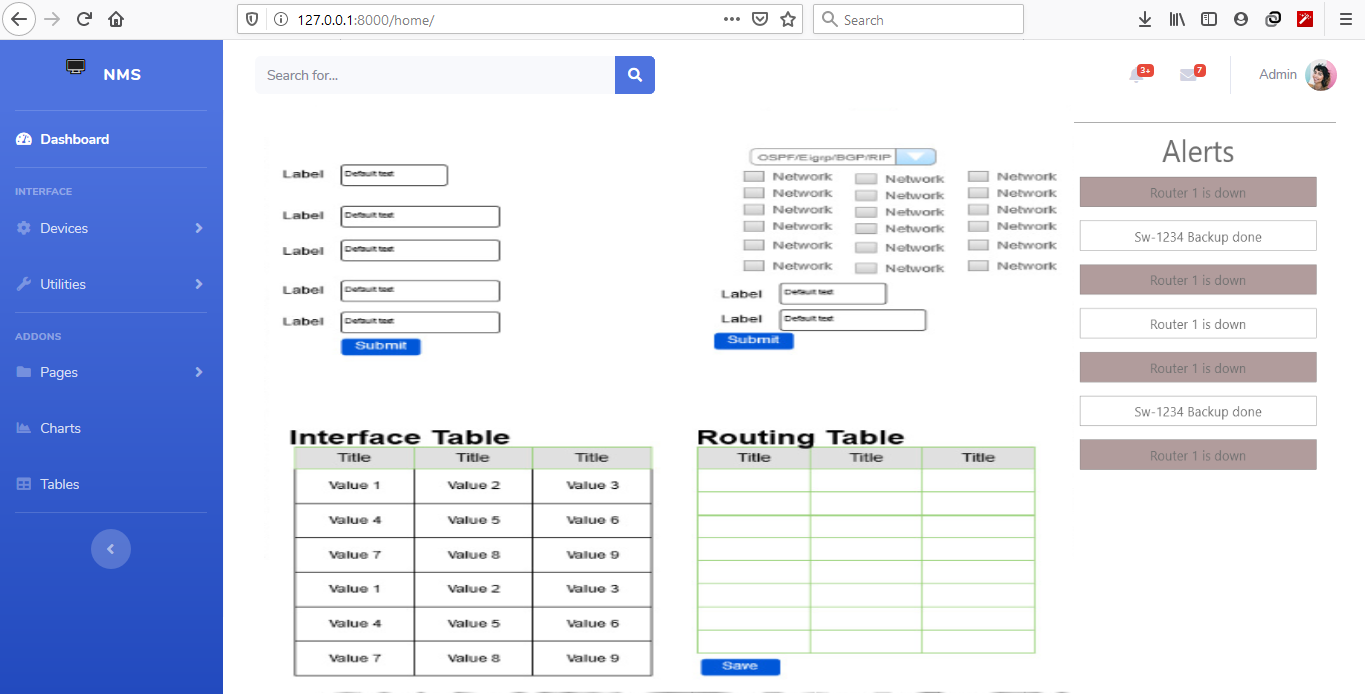 127.0.0.1:8000/home/
Search
NMS
Search for...
3+
7
Admin
Dashboard
INTERFACE
Devices
Utilities
ADDONS
Pages
Charts
Tables
Label Default text
Label Default text
Label Default text
Label Default text
Label Default text
Submit
OSPF/Eigrp/BGP/RIP
Network Network Network
Network Network Network
Network Network Network
Network Network Network
Network Network Network
Network Network Network
Label Default text
Label Default text
Submit
Alerts
Router 1 is down
Sw-1234 Backup done
Router 1 is down
Router 1 is down
Router 1 is down
Sw-1234 Backup done
Router 1 is down
Interface Table
Title Title Title
Value 1 Value 2 Value 3
Value 4 Value 5 Value 6
Value 7 Value 8 Value 9
Value 1 Value 2 Value 3
Value 4 Value 5 Value 6
Value 7 Value 8 Value 9
Routing Table
Title Title Title
Save